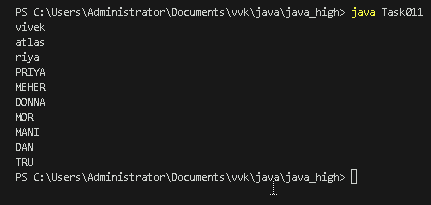 PS C:\Users\Administrator\Documents\vvk\java\java_high> java Task011
vivek
atlas
riya
PRIYA
MEHER
DONNA
MOR
MANI
DAN
TRU
PS C:\Users\Administrator\Documents\vvk\java\java_high>